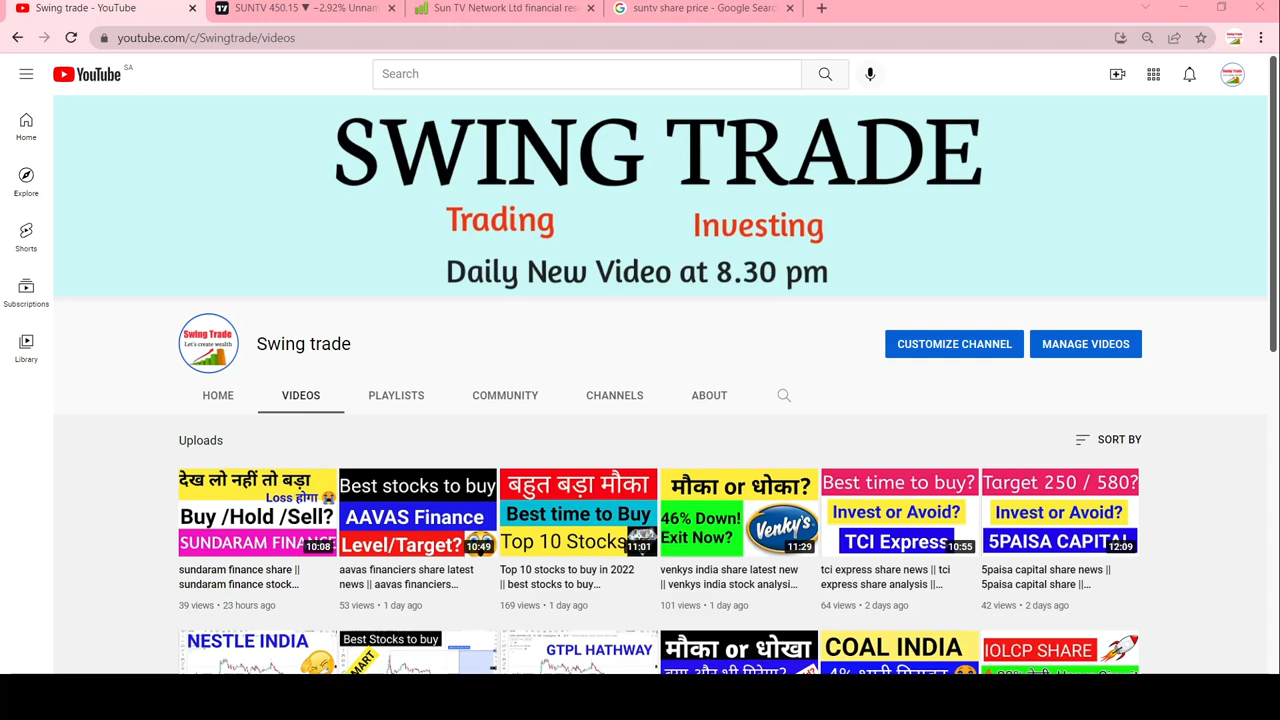 Swing trade - YouTube
SUNTV 450.15 ▼ −2.92% Unnam
Sun TV Network Ltd financial res
suntv share price - Google Searc
youtube.com/c/Swingtrade/videos
YouTube SA
Search
Home
Explore
Shorts
Subscriptions
Library
SWING TRADE
Trading
Investing
Daily New Video at 8.30 pm
Swing Trade
Let's create wealth
Swing trade
CUSTOMIZE CHANNEL
MANAGE VIDEOS
HOME
VIDEOS
PLAYLISTS
COMMUNITY
CHANNELS
ABOUT
Uploads
SORT BY
देख लो नहीं तो बड़ा
Loss होगा
Buy /Hold /Sell?
SUNDARAM FINANCE
10:08
sundaram finance share ||
sundaram finance stock...
39 views • 23 hours ago
Best stocks to buy
AAVAS Finance
Level/Target?
10:49
aavas financiers share latest
news || aavas financiers...
53 views • 1 day ago
बहुत बड़ा मौका
Best time to Buy
Top 10 Stocks
11:01
Top 10 stocks to buy in 2022
|| best stocks to buy...
169 views • 1 day ago
मौका or धोका?
46% Down!
Exit Now?
Venky's
11:29
venkys india share latest new
|| venkys india stock analysi...
101 views • 1 day ago
Best time to buy?
Invest or Avoid?
TCI Express
10:55
tci express share news || tci
express share analysis ||...
64 views • 2 days ago
Target 250 / 580?
Invest or Avoid?
5PAISA CAPITAL
12:09
5paisa capital share news ||
5paisa capital share ||...
42 views • 2 days ago
NESTLE INDIA
Best Stocks to buy
GTPL HATHWAY
मौका or धोखा
COAL INDIA
IOLCP SHARE